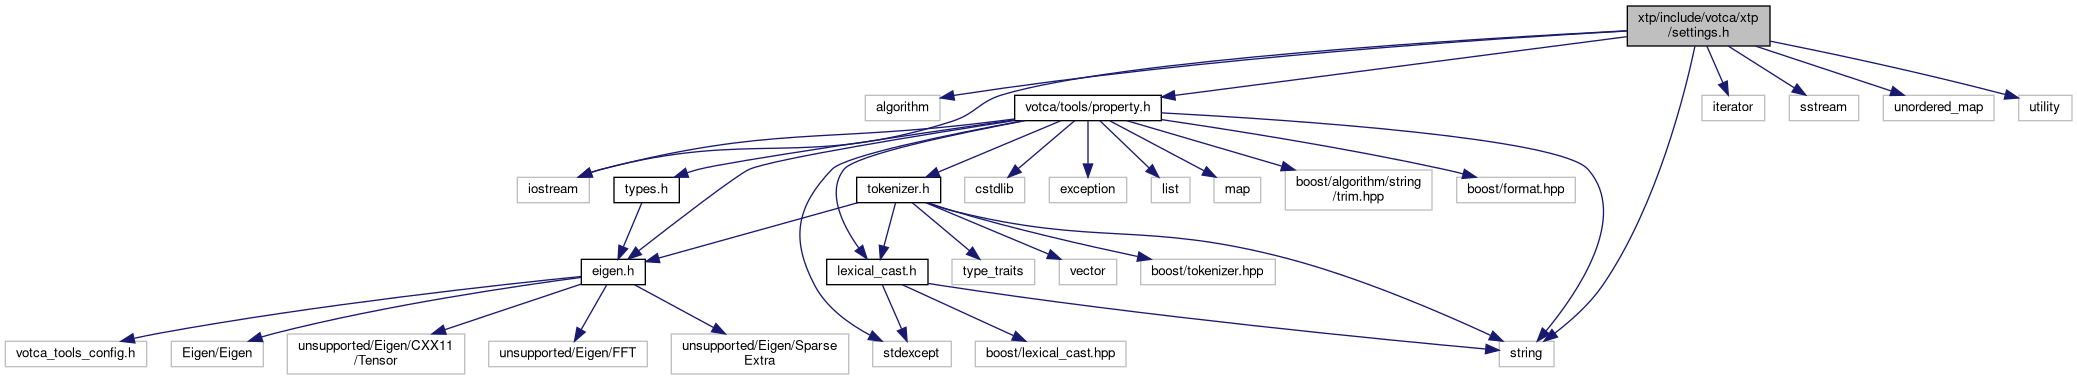 xtp/include/votca/xtp
/settings.h
algorithm
votca/tools/property.h
iterator
sstream
unordered_map
utility
iostream
types.h
tokenizer.h
cstdlib
exception
list
map
boost/algorithm/string
/trim.hpp
boost/format.hpp
eigen.h
lexical_cast.h
type_traits
vector
boost/tokenizer.hpp
votca_tools_config.h
Eigen/Eigen
unsupported/Eigen/CXX11
/Tensor
unsupported/Eigen/FFT
unsupported/Eigen/Sparse
Extra
stdexcept
boost/lexical_cast.hpp
string